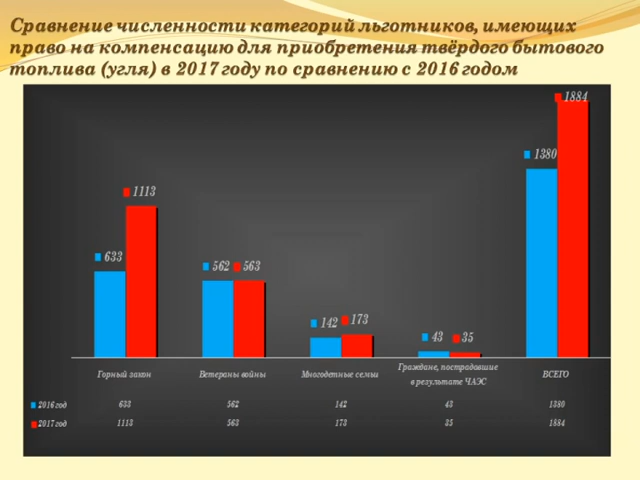 Сравнение численности категорий льготников, имеющих
право на компенсацию для приобретения твёрдого бытового
топлива (угля) в 2017 году по сравнению с 2016 годом
1884
1380
1113
633
562 563
142 173
43 35
Горный закон Ветераны войны Многодетные семьи Граждане, пострадавшие в результате ЧАЭС ВСЕГО
2016 год 633 562 142 43 1380
2017 год 1113 563 173 35 1884